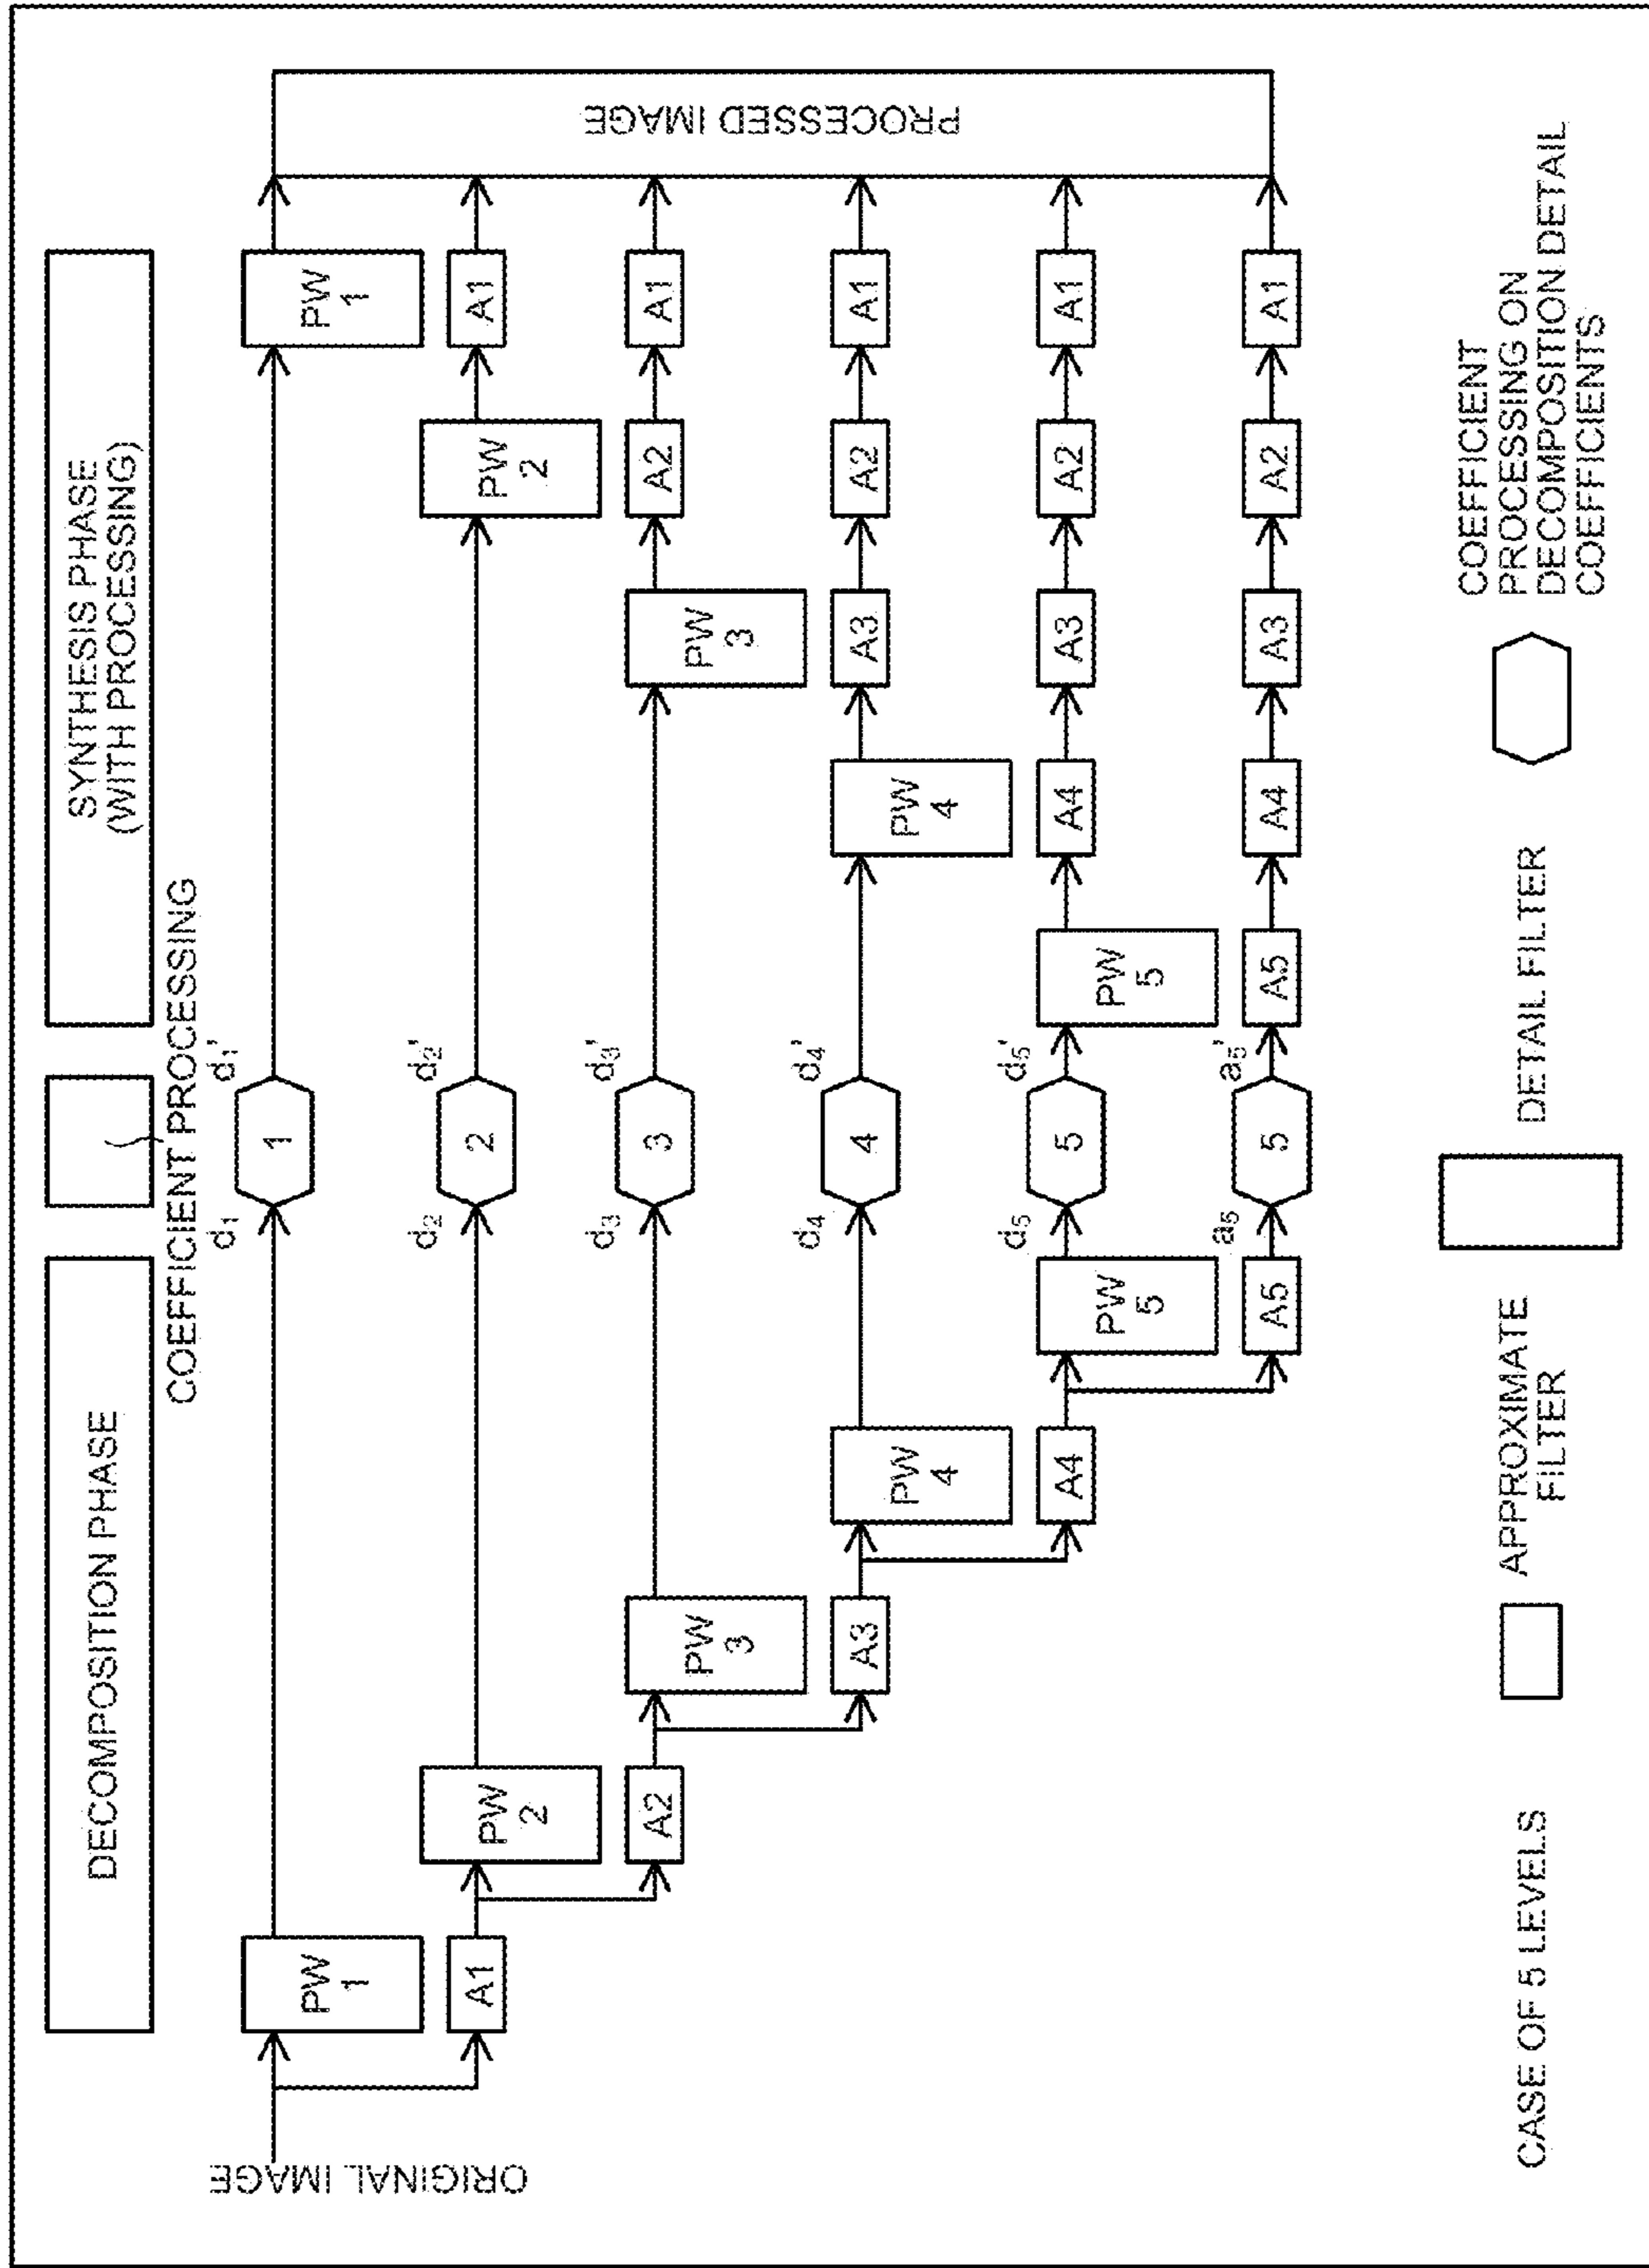 DECOMPOSITION PHASE
SYNTHESIS PHASE
(WITH PROCESSING)
COEFFICIENT PROCESSING
ORIGINAL IMAGE
PW
1
d₁
1
d₁'
PW
1
A1
PW
2
d₂
2
d₂'
PW
2
A1
A2
PW
3
d₃
3
d₃'
PW
3
A2
A1
A3
PW
4
d₄
4
d₄'
PW
4
A3
A2
A1
A4
PW
5
d₅
5
d₅'
PW
5
A4
A3
A2
A1
A5
a₅
5
a₅'
A5
A4
A3
A2
A1
PROCESSED IMAGE
CASE OF 5 LEVELS
APPROXIMATE
FILTER
DETAIL FILTER
COEFFICIENT
PROCESSING ON
DECOMPOSITION DETAIL
COEFFICIENTS